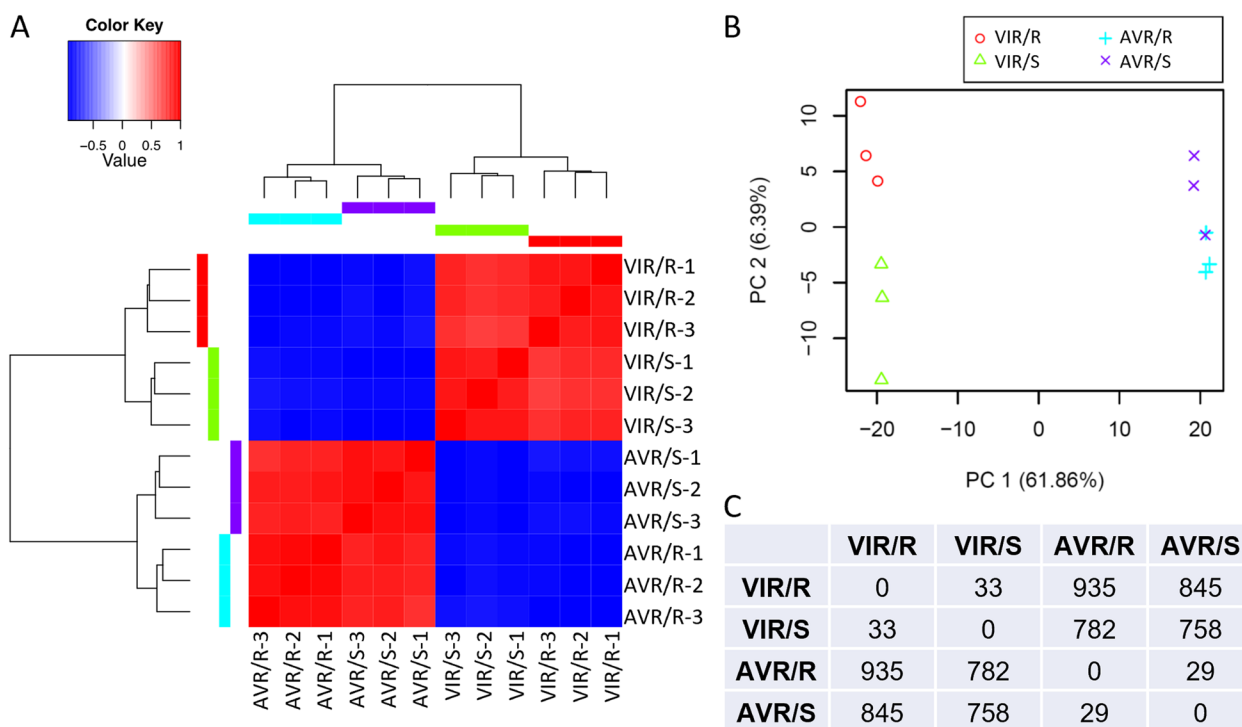 A
Color Key
−0.5 0 0.5 1
Value
VIR/R-1
VIR/R-2
VIR/R-3
VIR/S-1
VIR/S-2
VIR/S-3
AVR/S-1
AVR/S-2
AVR/S-3
AVR/R-1
AVR/R-2
AVR/R-3
AVR/R-3 AVR/R-2 AVR/R-1 AVR/S-3 AVR/S-2 AVR/S-1 VIR/S-3 VIR/S-2 VIR/S-1 VIR/R-3 VIR/R-2 VIR/R-1
B
VIR/R AVR/R
VIR/S AVR/S
PC 2 (6.39%)
10
5
0
−5
−10
−20 −10 0 10 20
PC 1 (61.86%)
C
VIR/R VIR/S AVR/R AVR/S
VIR/R 0 33 935 845
VIR/S 33 0 782 758
AVR/R 935 782 0 29
AVR/S 845 758 29 0